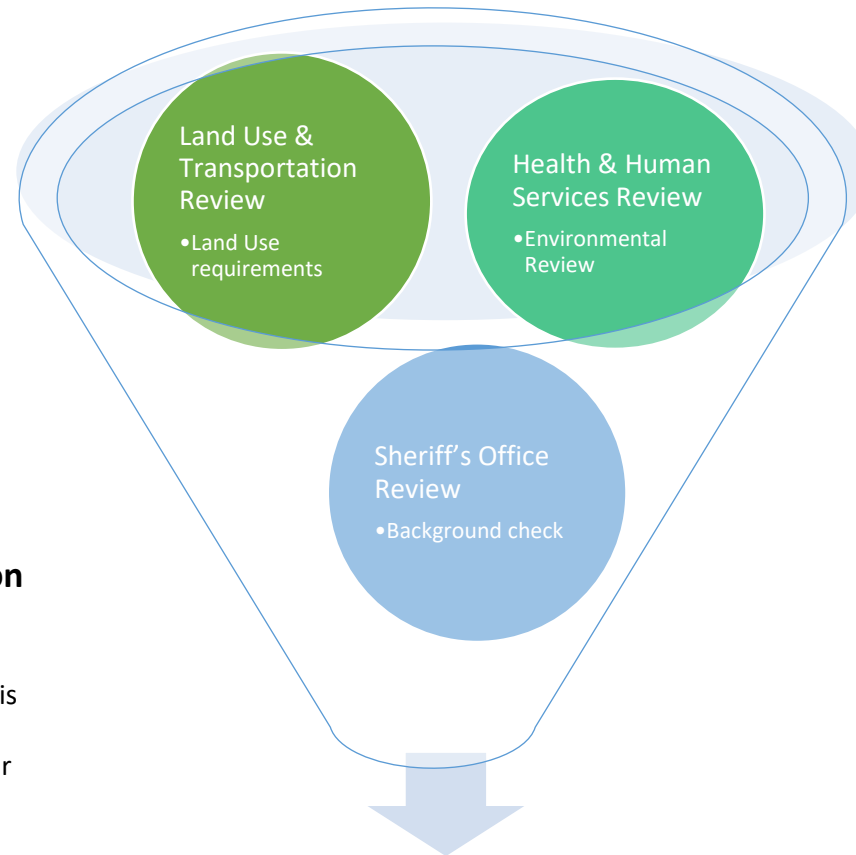 Land Use &
Transportation
Review
•Land Use
requirements
Health & Human
Services Review
•Environmental
Review
Sheriff’s Office
Review
•Background check
on
is
r